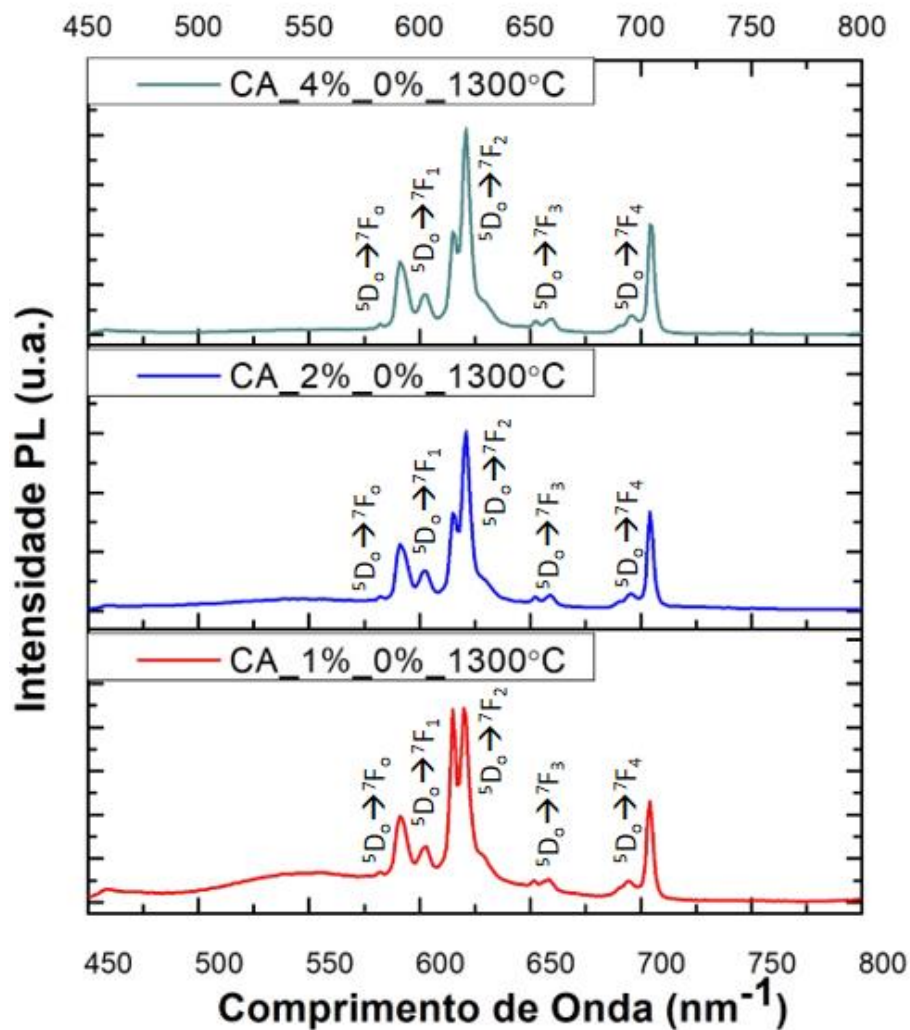 450 500 550 600 650 700 750 800
CA_4%_0%_1300°C
⁵D₀→⁷F₀
⁵D₀→⁷F₁
⁵D₀→⁷F₂
⁵D₀→⁷F₃
⁵D₀→⁷F₄
CA_2%_0%_1300°C
⁵D₀→⁷F₀
⁵D₀→⁷F₁
⁵D₀→⁷F₂
⁵D₀→⁷F₃
⁵D₀→⁷F₄
CA_1%_0%_1300°C
⁵D₀→⁷F₀
⁵D₀→⁷F₁
⁵D₀→⁷F₂
⁵D₀→⁷F₃
⁵D₀→⁷F₄
Intensidade PL (u.a.)
450 500 550 600 650 700 750 800
Comprimento de Onda (nm⁻¹)